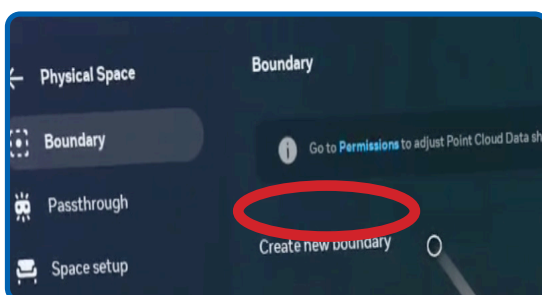 Physical Space
Boundary
Passthrough
Space setup
Boundary
Go to Permissions to adjust Point Cloud Data sh
Create new boundary